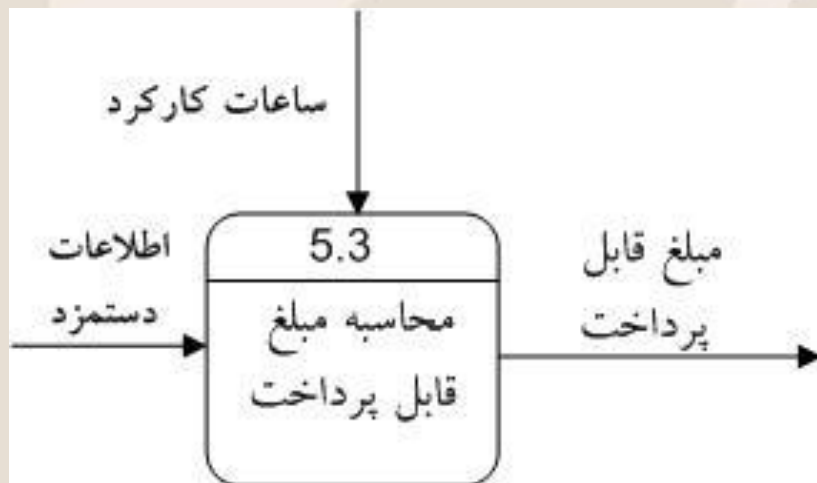 ساعات کارکرد
اطلاعات
دستمزد
5.3
محاسبه مبلغ
قابل پرداخت
مبلغ قابل
پرداخت